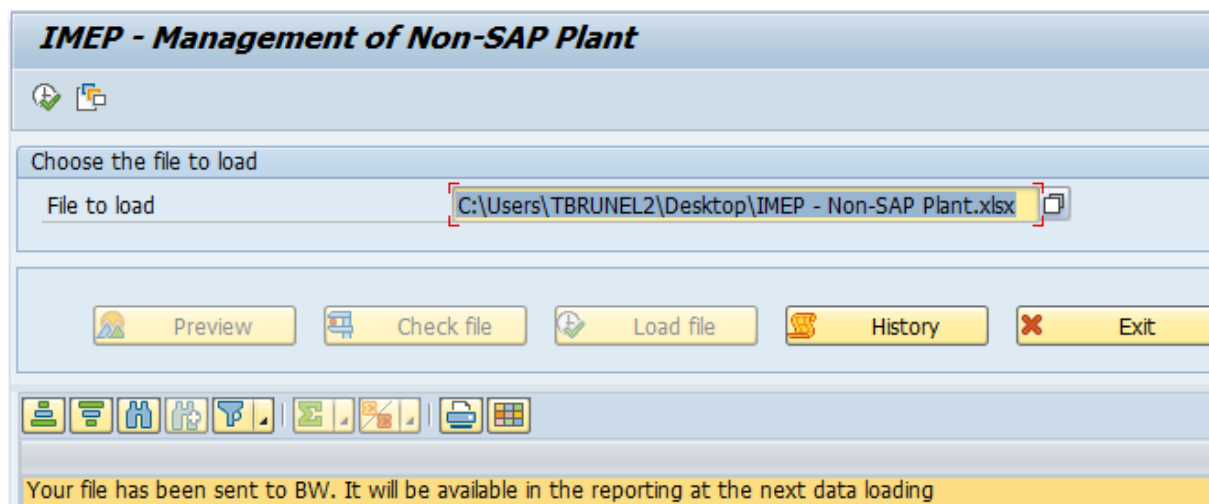 IMEP - Management of Non-SAP Plant
Choose the file to load
File to load C:\Users\TBRUNEL2\Desktop\IMEP - Non-SAP Plant.xlsx
Preview Check file Load file History Exit
Your file has been sent to BW. It will be available in the reporting at the next data loading